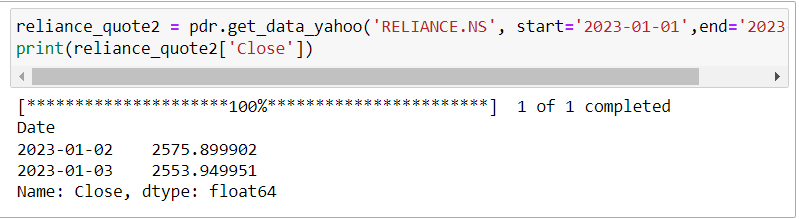 reliance_quote2 = pdr.get_data_yahoo('RELIANCE.NS', start='2023-01-01',end='2023
print(reliance_quote2['Close'])
[*********************100%***********************]  1 of 1 completed
Date
2023-01-02    2575.899902
2023-01-03    2553.949951
Name: Close, dtype: float64